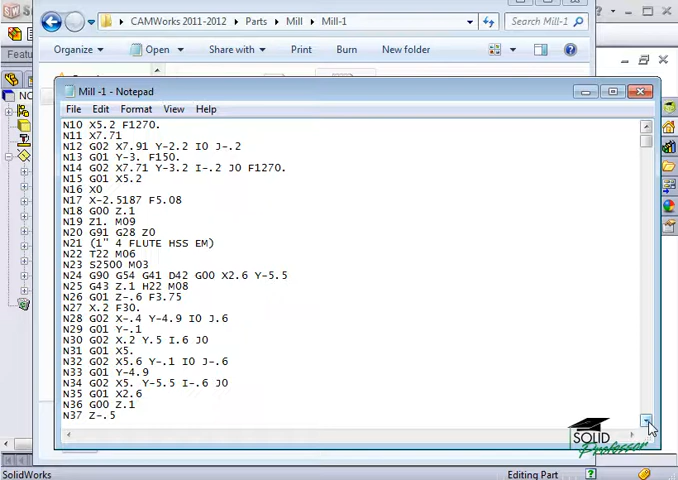 CAMWorks 2011-2012 Parts Mill Mill-1 Search Mill-1
Organize Open Share with Print Burn New folder
Mill -1 - Notepad
File Edit Format View Help
N10 X5.2 F1270.
N11 X7.71
N12 G02 X7.91 Y-2.2 I0 J-.2
N13 G01 Y-3. F150.
N14 G02 X7.71 Y-3.2 I-.2 J0 F1270.
N15 G01 X5.2
N16 X0
N17 X-2.5187 F5.08
N18 G00 Z.1
N19 Z1. M09
N20 G91 G28 Z0
N21 (1" 4 FLUTE HSS EM)
N22 T22 M06
N23 S2500 M03
N24 G90 G54 G41 D42 G00 X2.6 Y-5.5
N25 G43 Z.1 H22 M08
N26 G01 Z-.6 F3.75
N27 X.2 F30.
N28 G02 X-.4 Y-4.9 I0 J.6
N29 G01 Y-.1
N30 G02 X.2 Y.5 I.6 J0
N31 G01 X5.
N32 G02 X5.6 Y-.1 I0 J-.6
N33 G01 Y-4.9
N34 G02 X5. Y-5.5 I-.6 J0
N35 G01 X2.6
N36 G00 Z.1
N37 Z-.5
SOLID
Professor
SolidWorks Editing Part